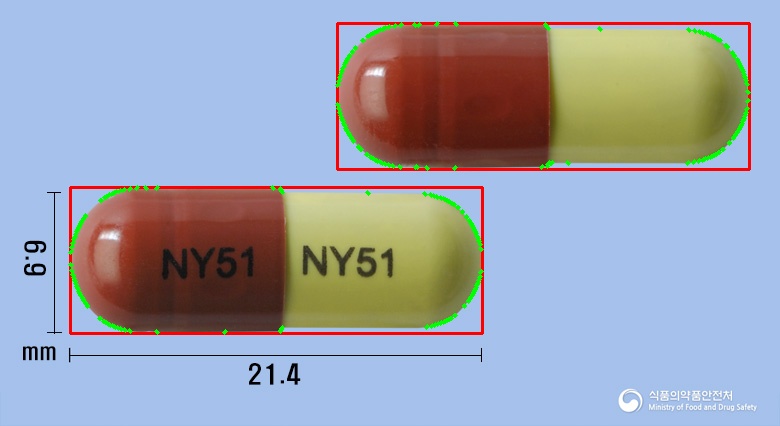 NY51 NY51
6.9
mm
21.4
식품의약품안전처
Ministry of Food and Drug Safety